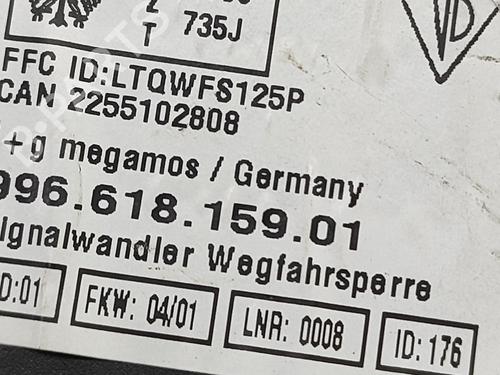 Z
T 735J
FFC ID:LTQWFS125P
CAN 2255102808
+g megamos / Germany
996.618.159.01
ignalwandler Wegfahrsperre
D:01
FKW: 04/01
LNR: 0008
ID: 176